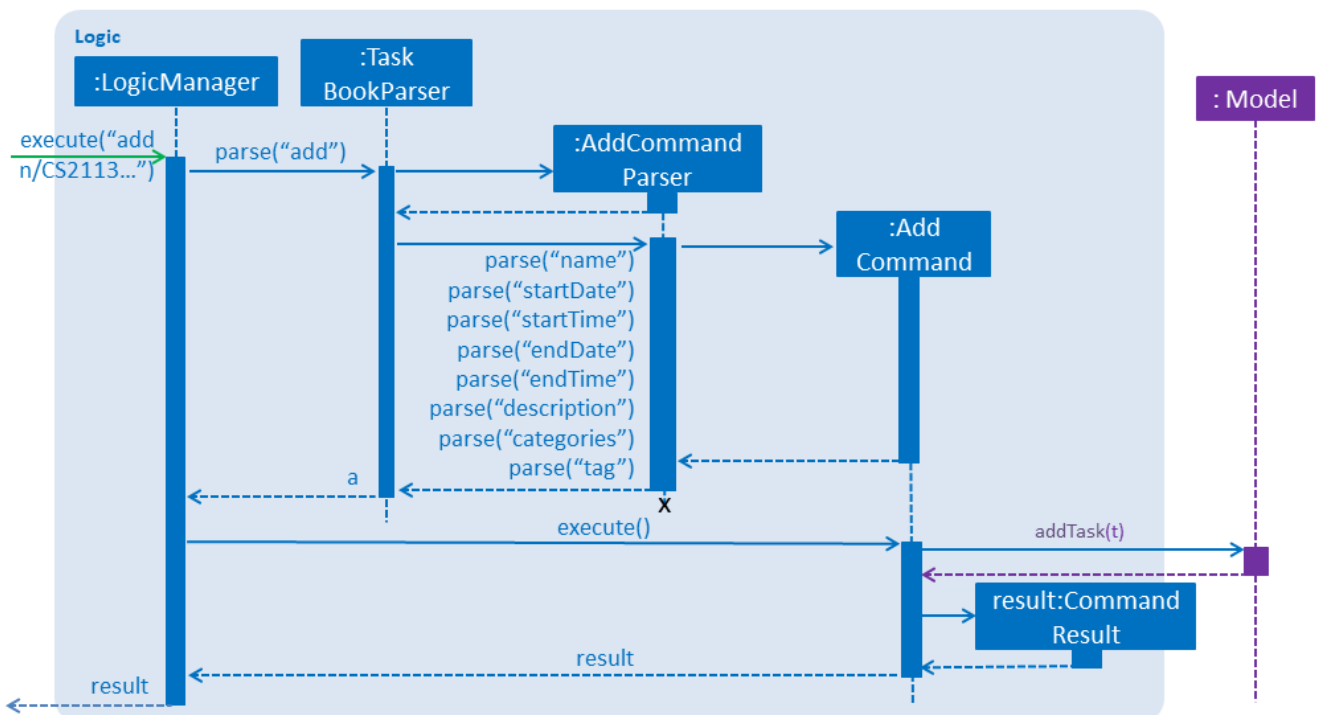 Logic
:LogicManager
:Task
BookParser
: Model
execute(“add
n/CS2113...”)
parse(“add”)
:AddCommand
Parser
:Add
Command
parse(“name”)
parse(“startDate”)
parse(“startTime”)
parse(“endDate”)
parse(“endTime”)
parse(“description”)
parse(“categories”)
parse(“tag”)
a
X
execute()
addTask(t)
result:Command
Result
result
result